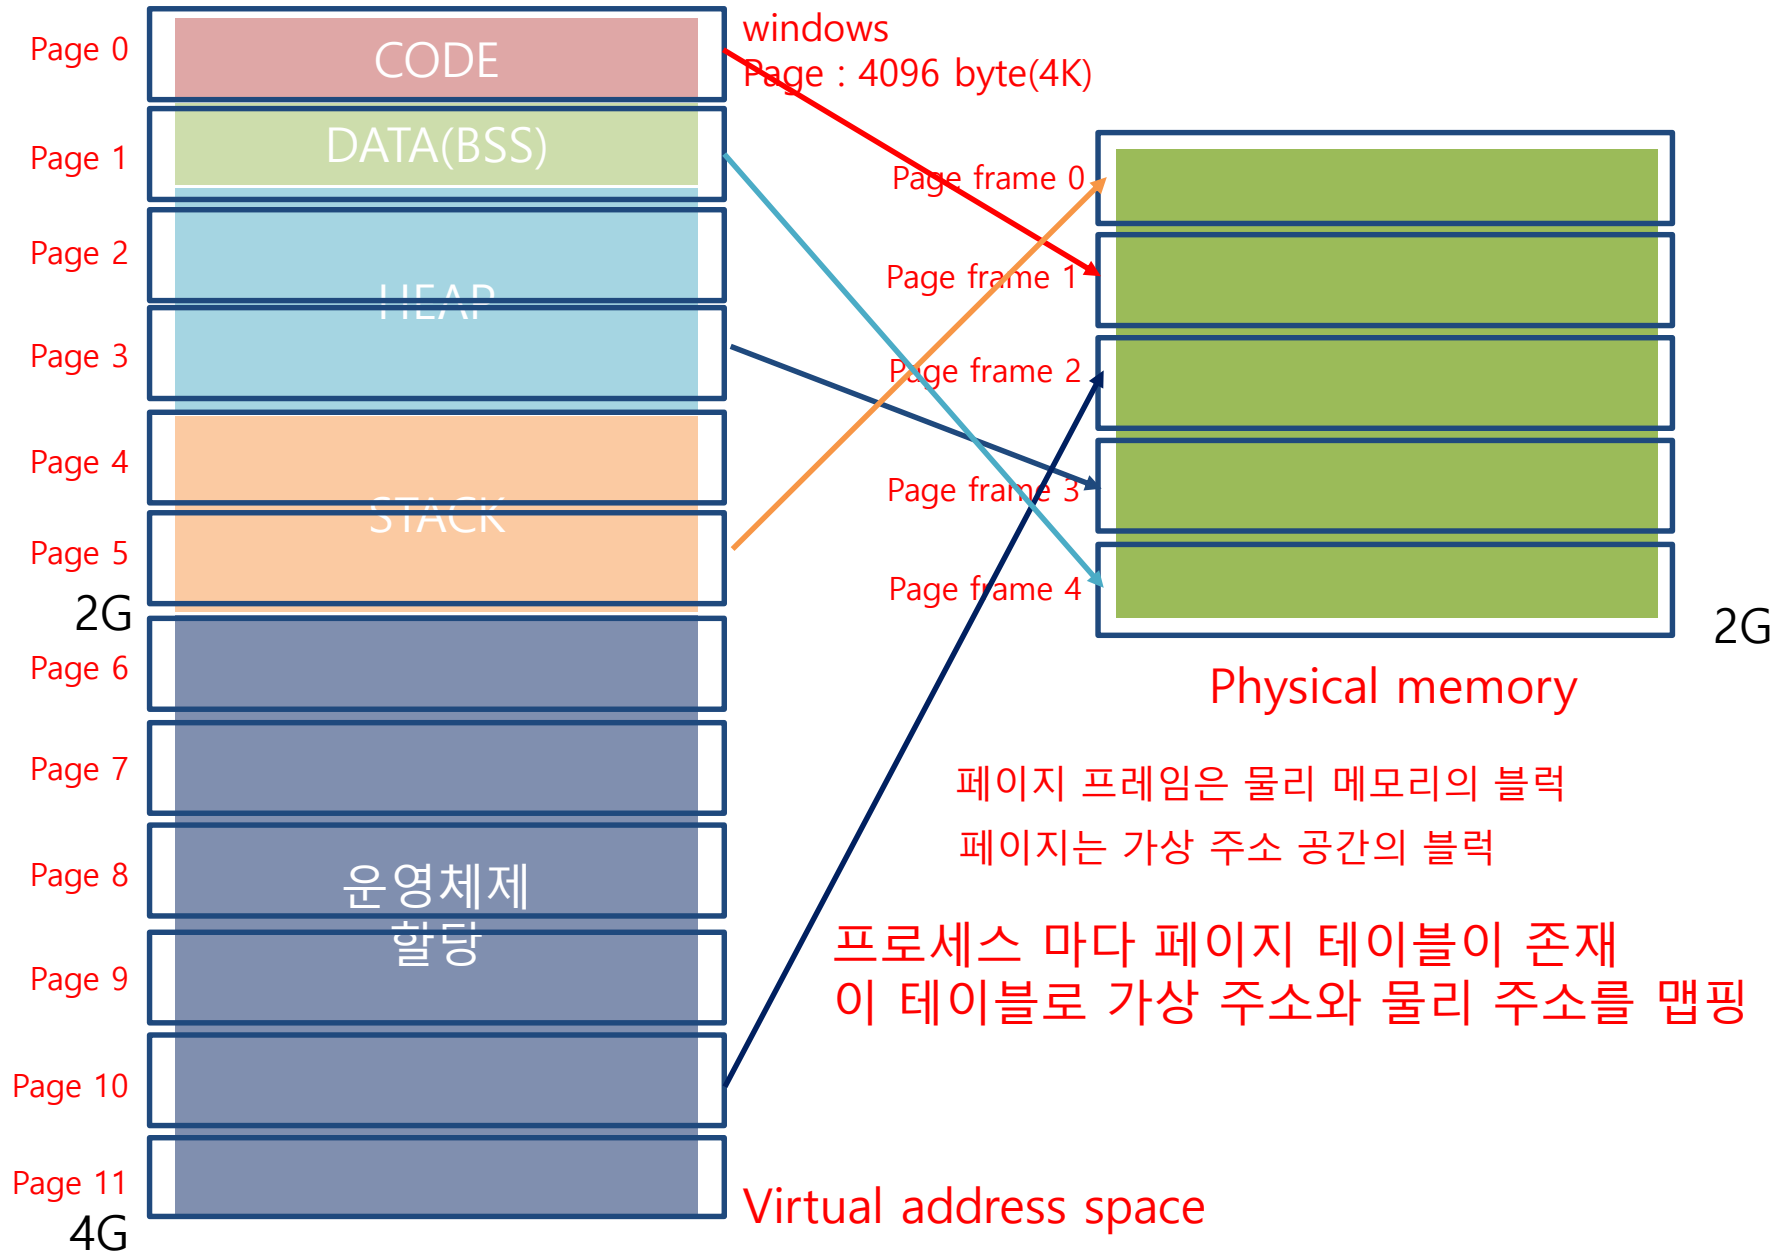 windows
Page : 4096 byte(4K)
Page 0
CODE
Page 1
DATA(BSS)
Page 2
HEAP
Page 3
Page 4
STACK
Page 5
2G
Page 6
Page 7
Page 8
운영체제
할당
Page 9
Page 10
Page 11
4G
Virtual address space
Page frame 0
Page frame 1
Page frame 2
Page frame 3
Page frame 4
2G
Physical memory
페이지 프레임은 물리 메모리의 블럭
페이지는 가상 주소 공간의 블럭
프로세스 마다 페이지 테이블이 존재
이 테이블로 가상 주소와 물리 주소를 맵핑